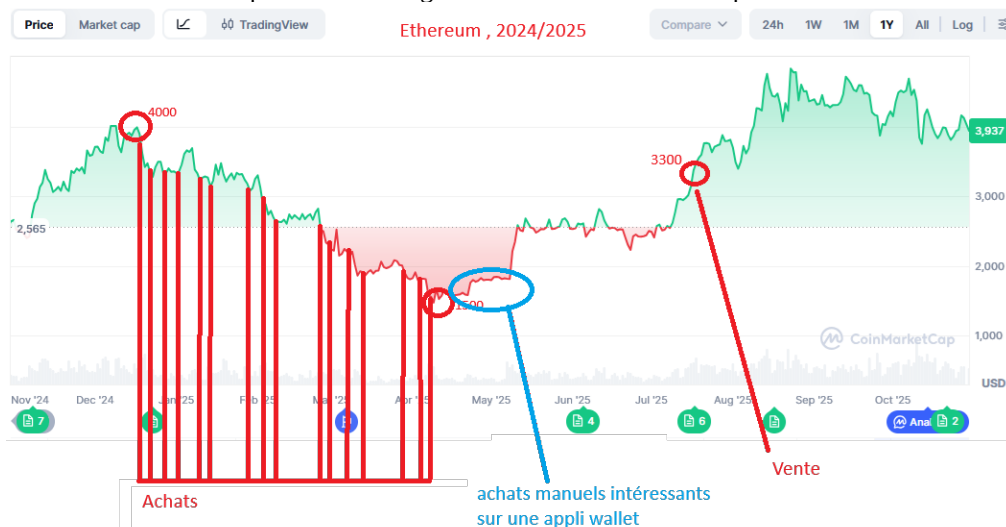 Price Market cap TradingView Compare 24h 1W 1M 1Y All Log
Ethereum , 2024/2025
4000
3,937
3300
3,000
2,565
2,000
1500
1,000
CoinMarketCap
USD
Nov '24 Dec '24 Jan '25 Feb '25 Mar '25 Apr '25 May '25 Jun '25 Jul '25 Aug '25 Sep '25 Oct '25
7 4 6 Anal 2
Vente
Achats
achats manuels intéressants
sur une appli wallet